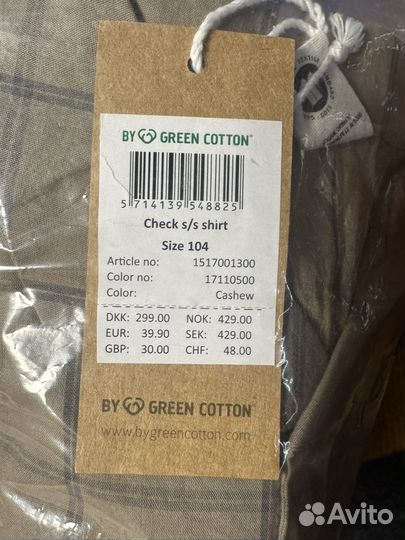 BY GREEN COTTON®
5 714139 548825
Check s/s shirt
Size 104
Article no: 1517001300
Color no: 17110500
Color: Cashew
DKK: 299.00 NOK: 429.00
EUR: 39.90 SEK: 429.00
GBP: 30.00 CHF: 48.00
BY GREEN COTTON®
www.bygreencotton.com
Avito